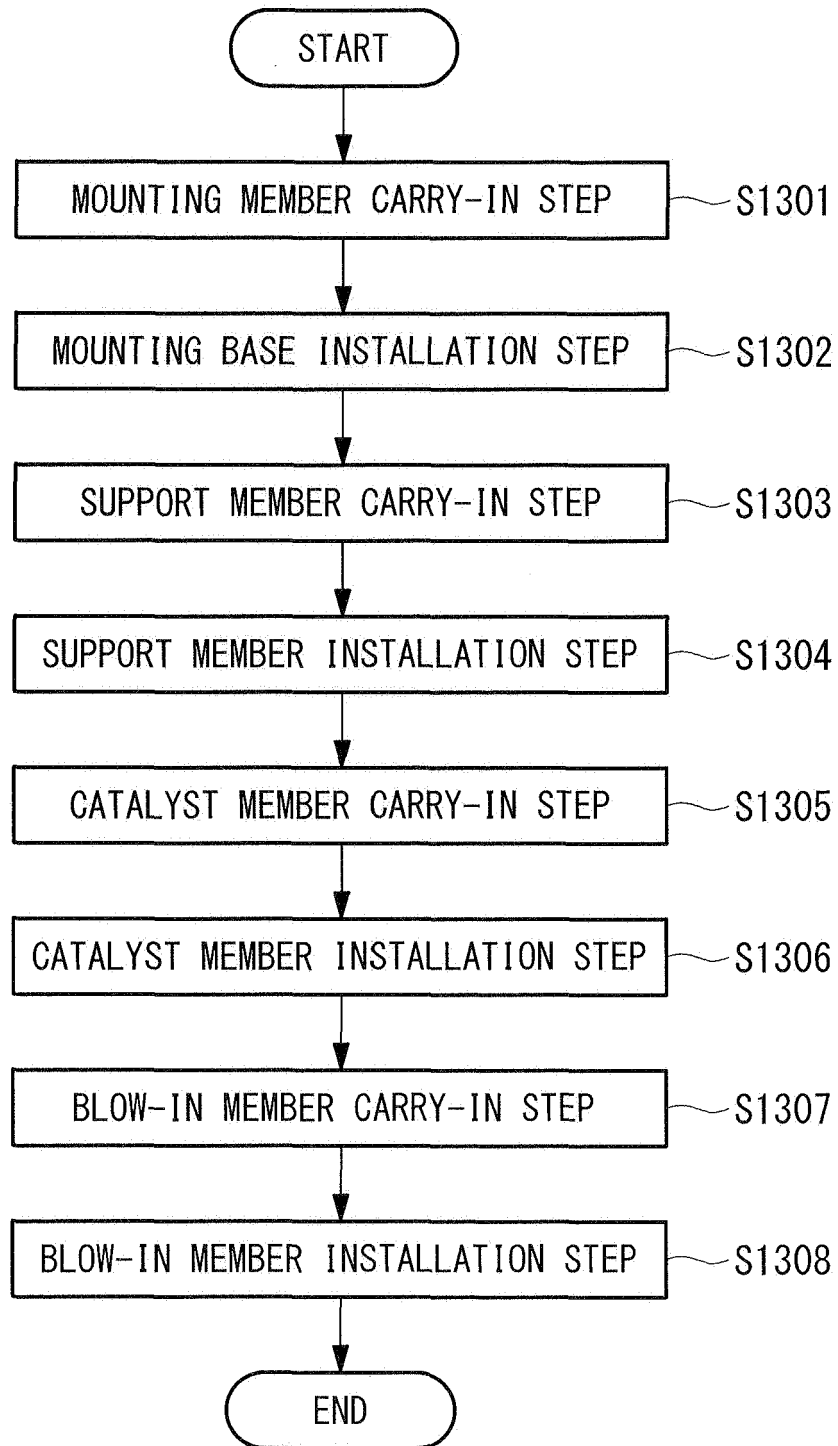 START
MOUNTING MEMBER CARRY-IN STEP S1301
MOUNTING BASE INSTALLATION STEP S1302
SUPPORT MEMBER CARRY-IN STEP S1303
SUPPORT MEMBER INSTALLATION STEP S1304
CATALYST MEMBER CARRY-IN STEP S1305
CATALYST MEMBER INSTALLATION STEP S1306
BLOW-IN MEMBER CARRY-IN STEP S1307
BLOW-IN MEMBER INSTALLATION STEP S1308
END